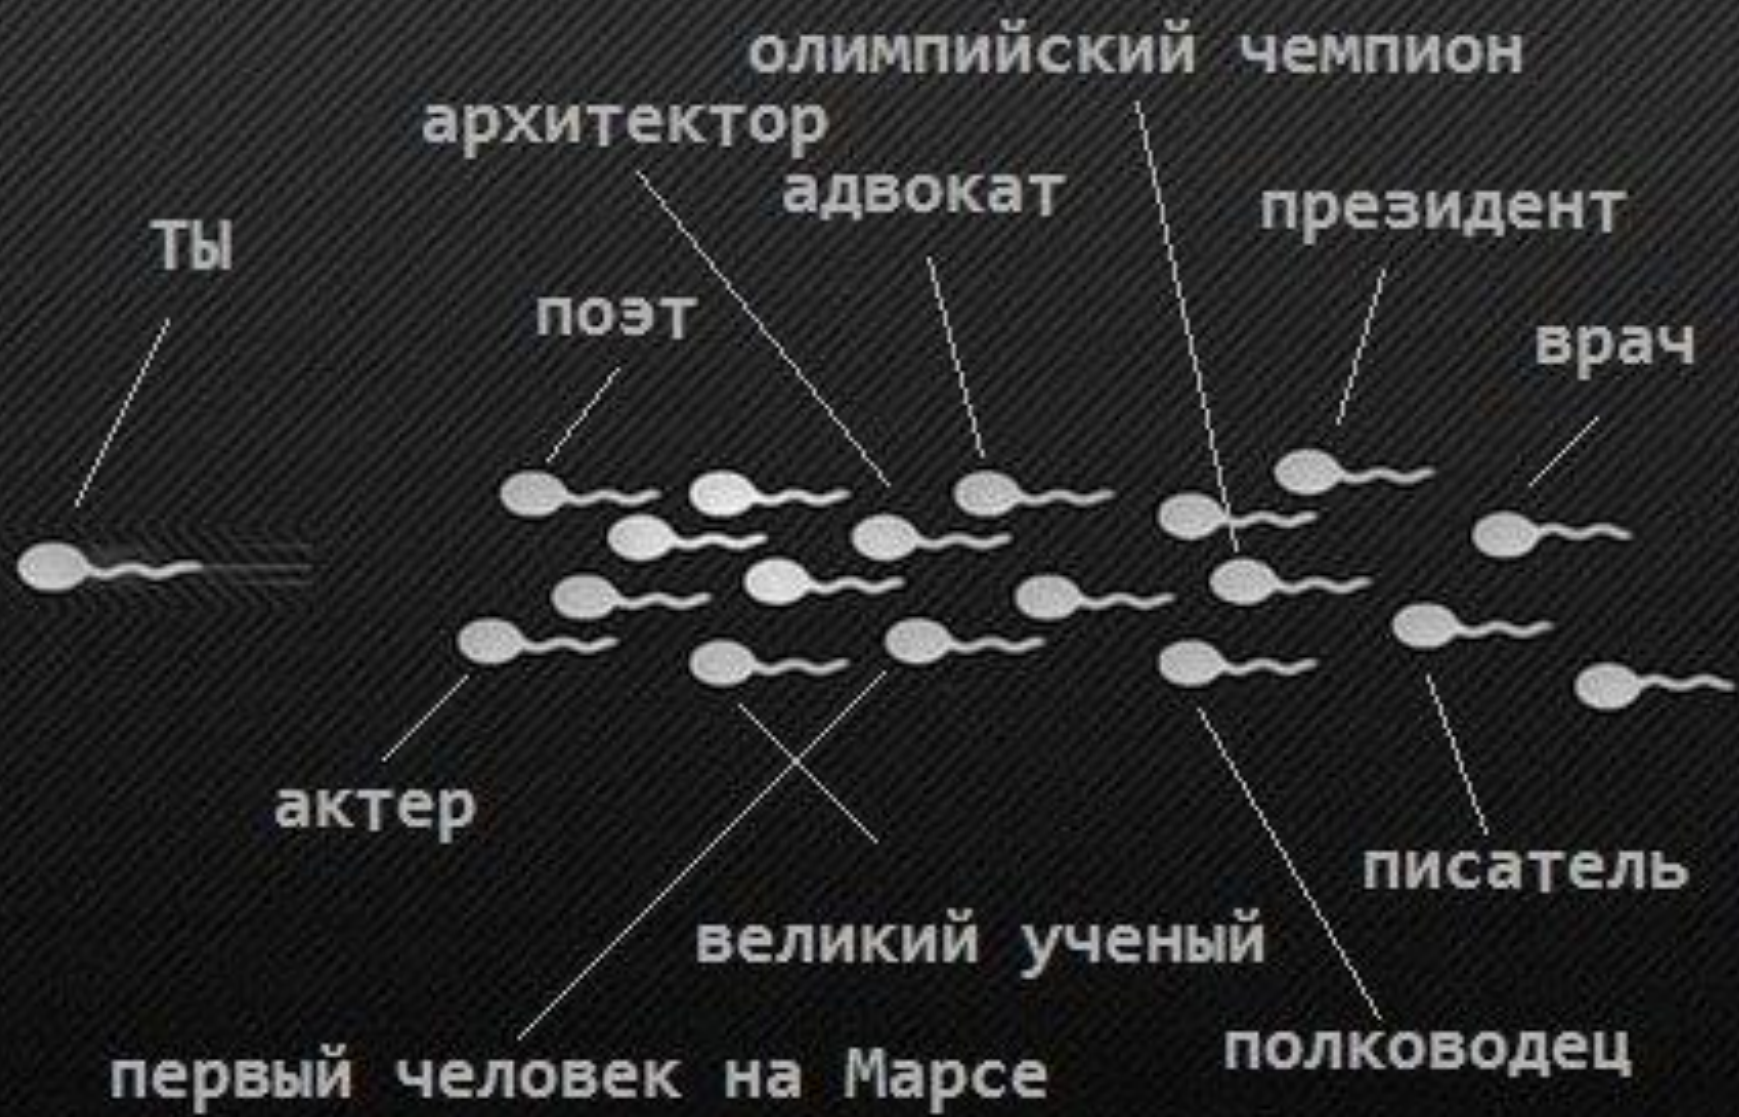 олимпийский чемпион
архитектор
адвокат
президент
ТЫ
поэт
врач
актер
писатель
великий ученый
полководец
первый человек на Марсе